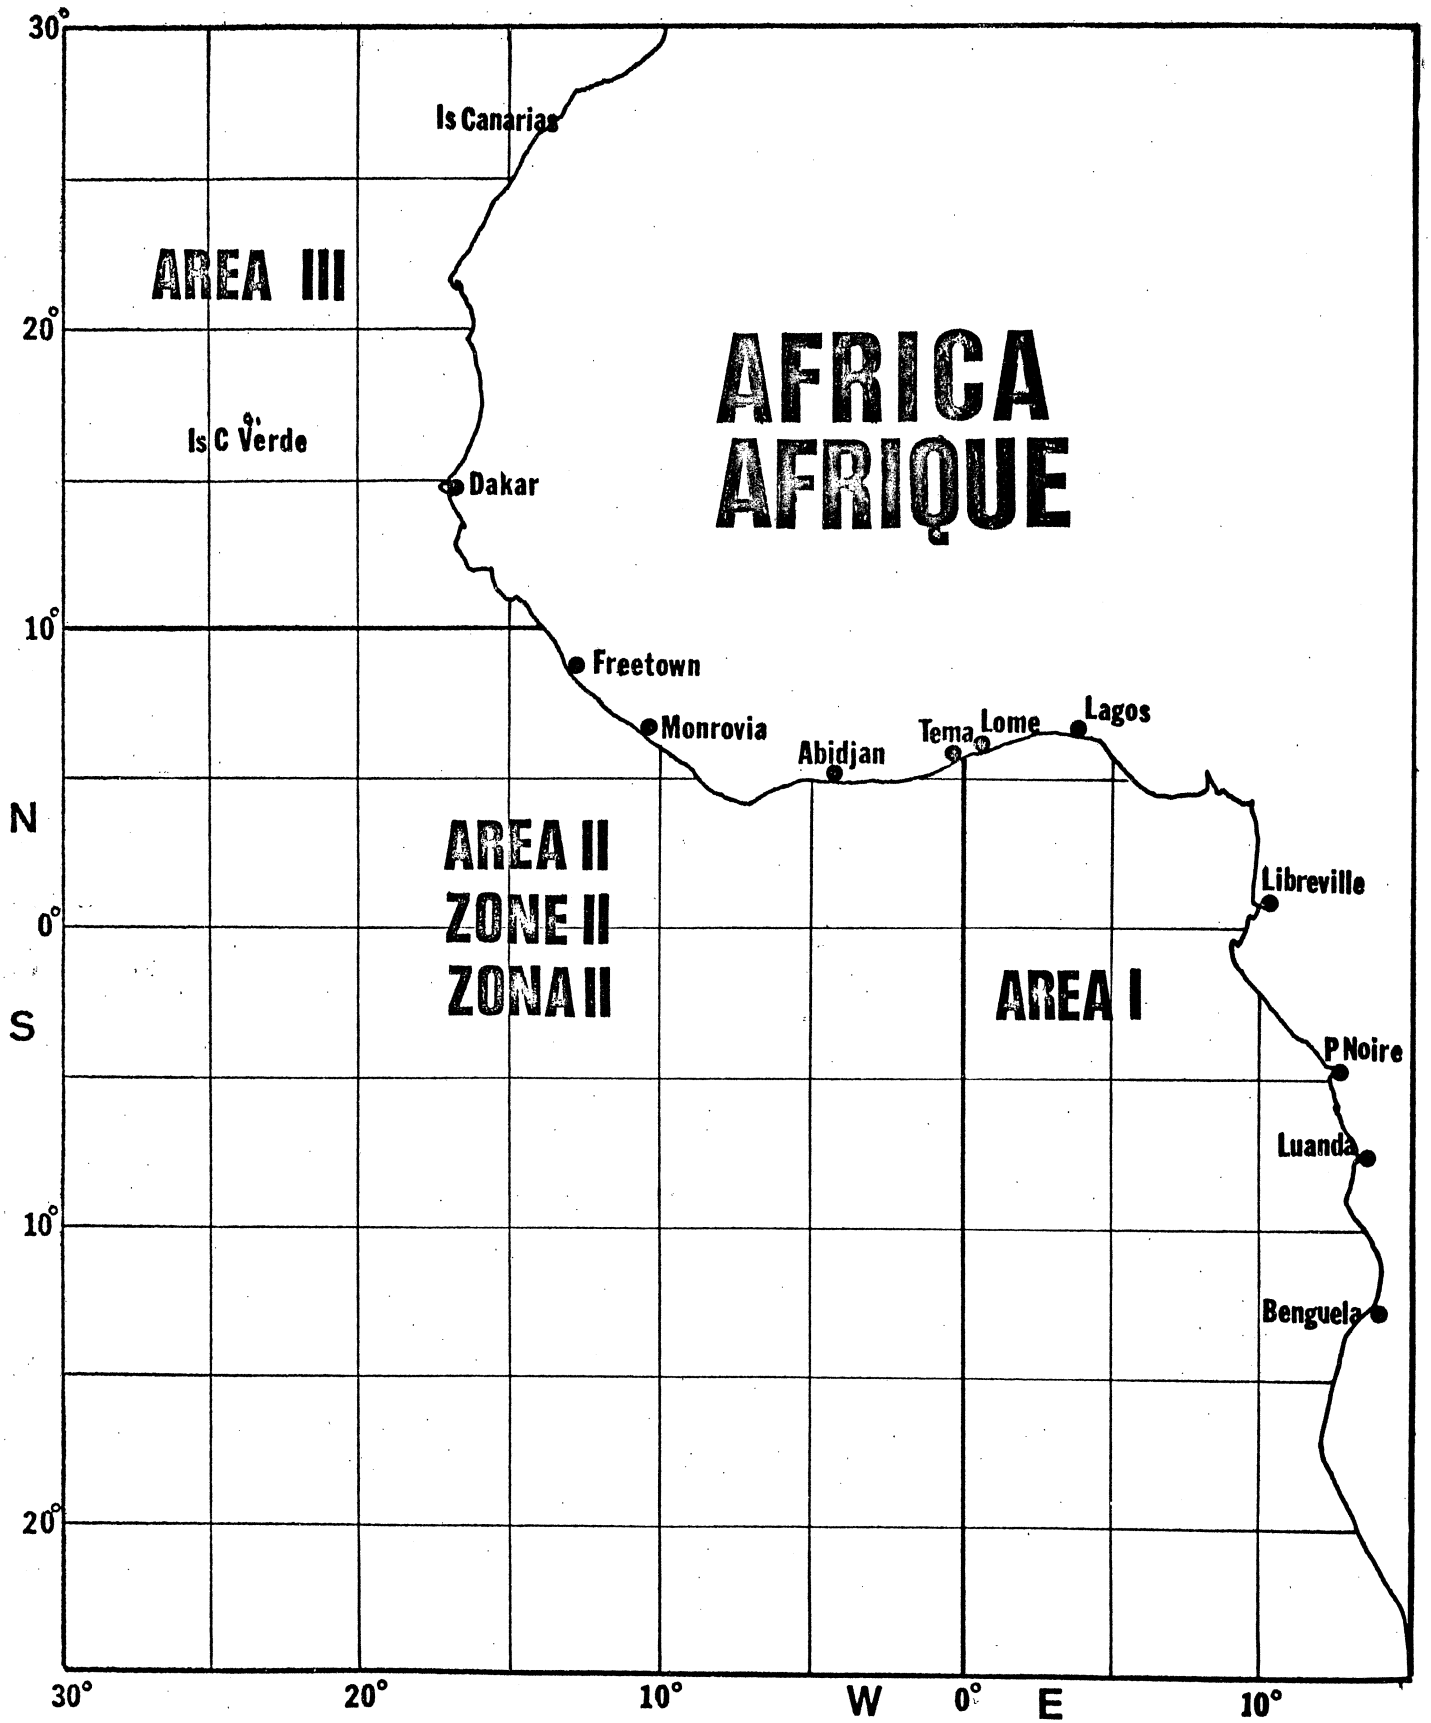 30°
Is Canarias
AREA III
20°
AFRICA
AFRIQUE
Is C Verde
Dakar
10°
Freetown
Monrovia
Abidjan
Tema
Lome
Lagos
N
AREA II
ZONE II
ZONA II
Libreville
0°
AREA I
S
P Noire
Luanda
10°
Benguela
20°
30° 20° 10° W 0° E 10°